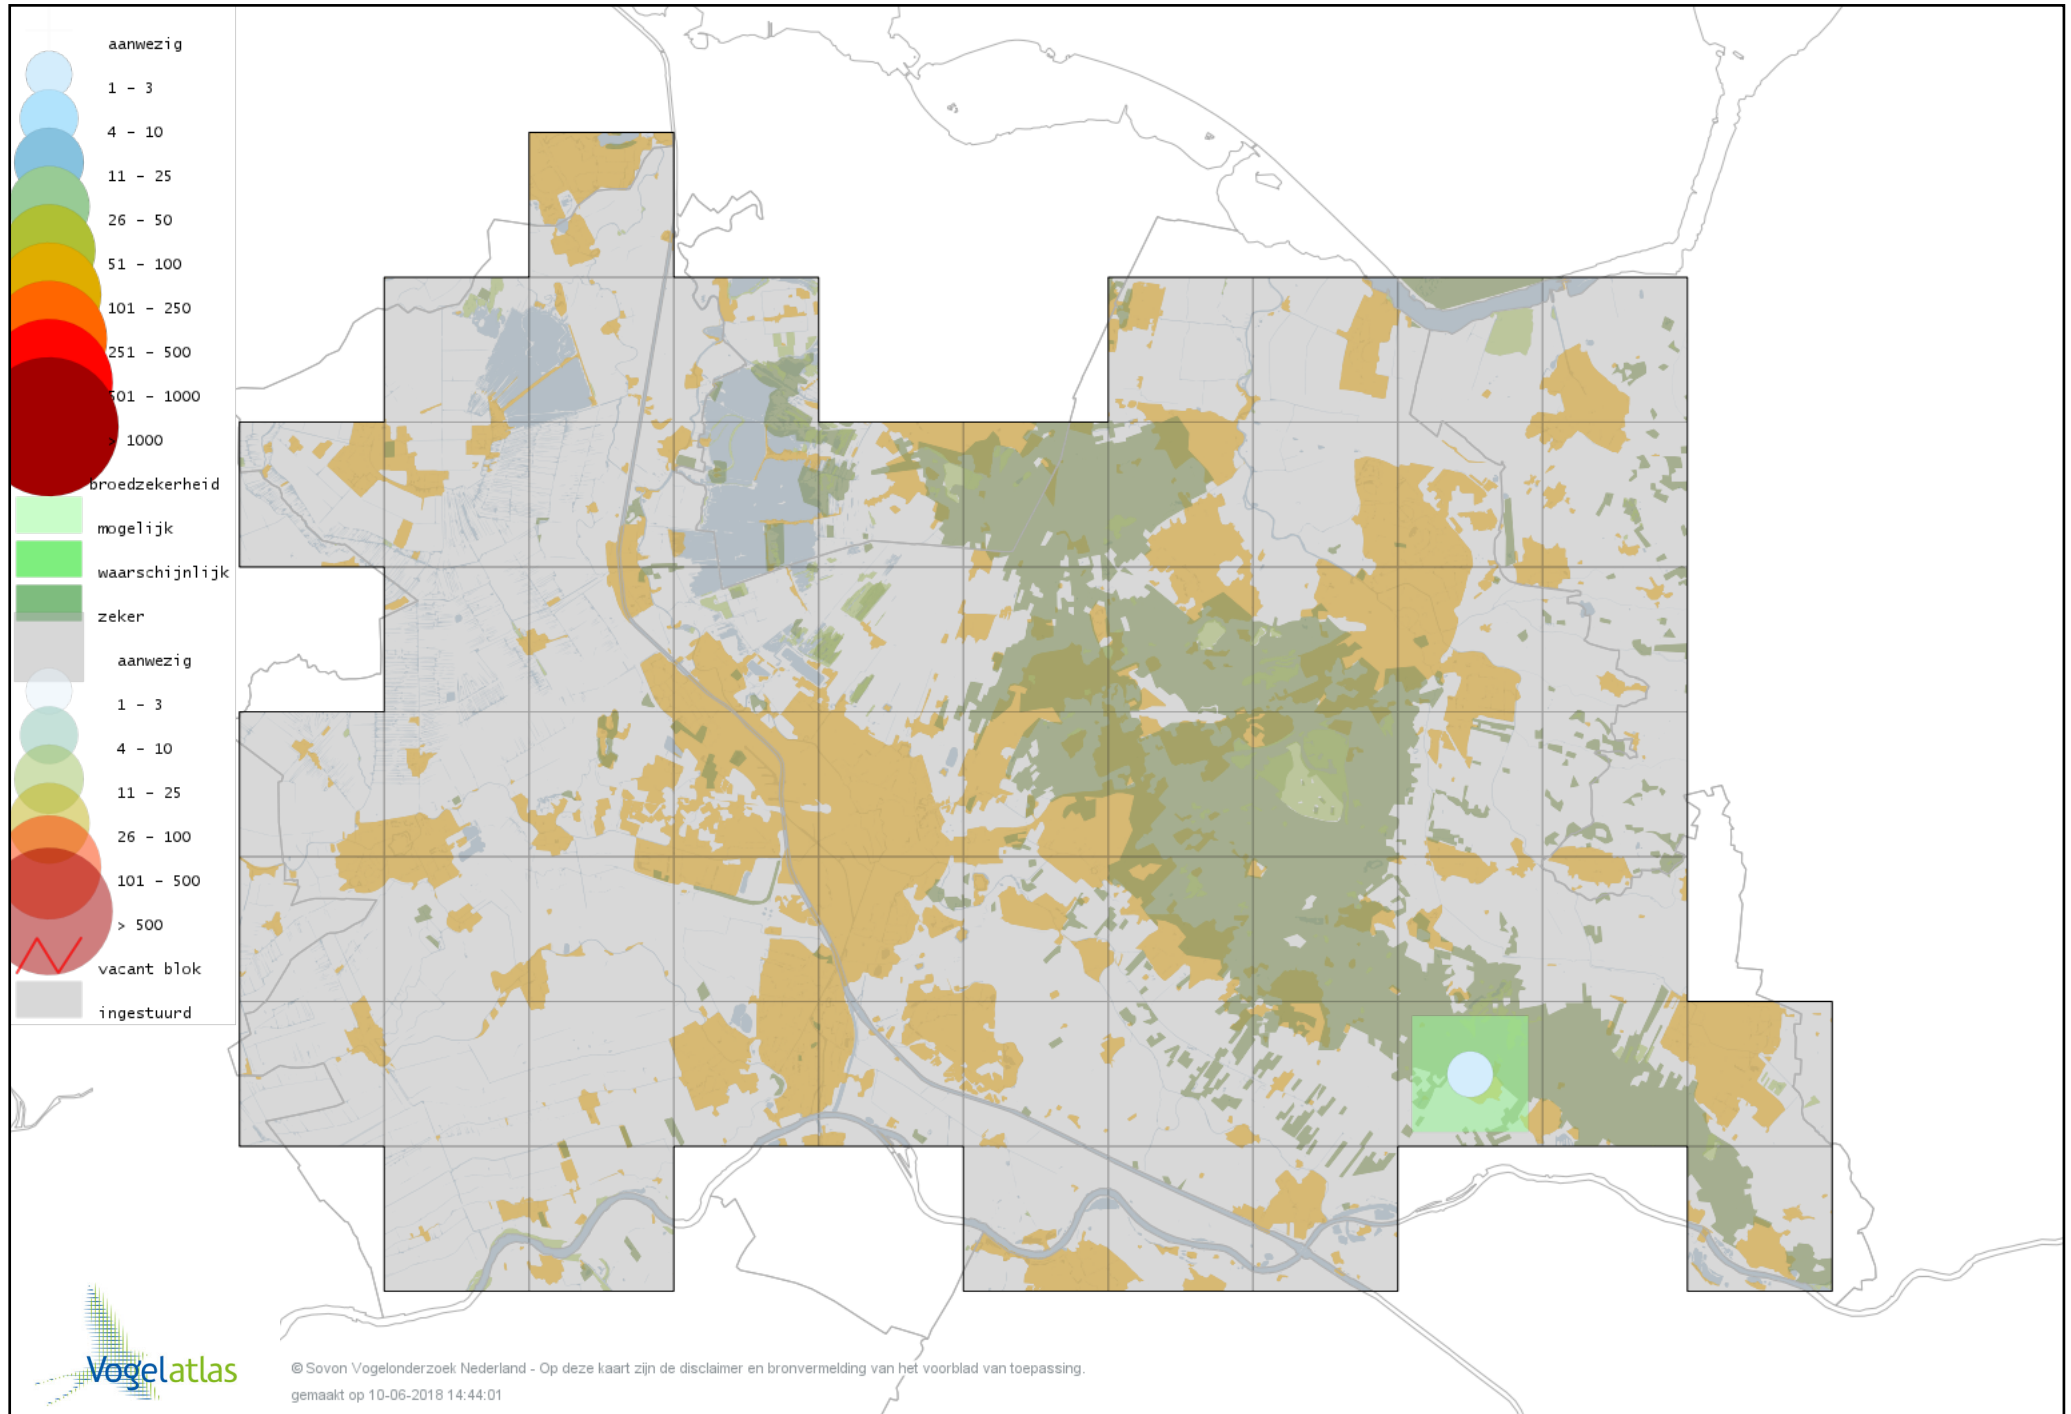 aanwezig
1 - 3
4 - 10
11 - 25
26 - 50
51 - 100
101 - 250
251 - 500
501 - 1000
> 1000
broedzekerheid
mogelijk
waarschijnlijk
zeker
aanwezig
1 - 3
4 - 10
11 - 25
26 - 100
101 - 500
> 500
vacant blok
ingestuurd
Vogelatlas
© Sovon Vogelonderzoek Nederland - Op deze kaart zijn de disclaimer en bronvermelding van het voorblad van toepassing.
gemaakt op 10-06-2018 14:44:01